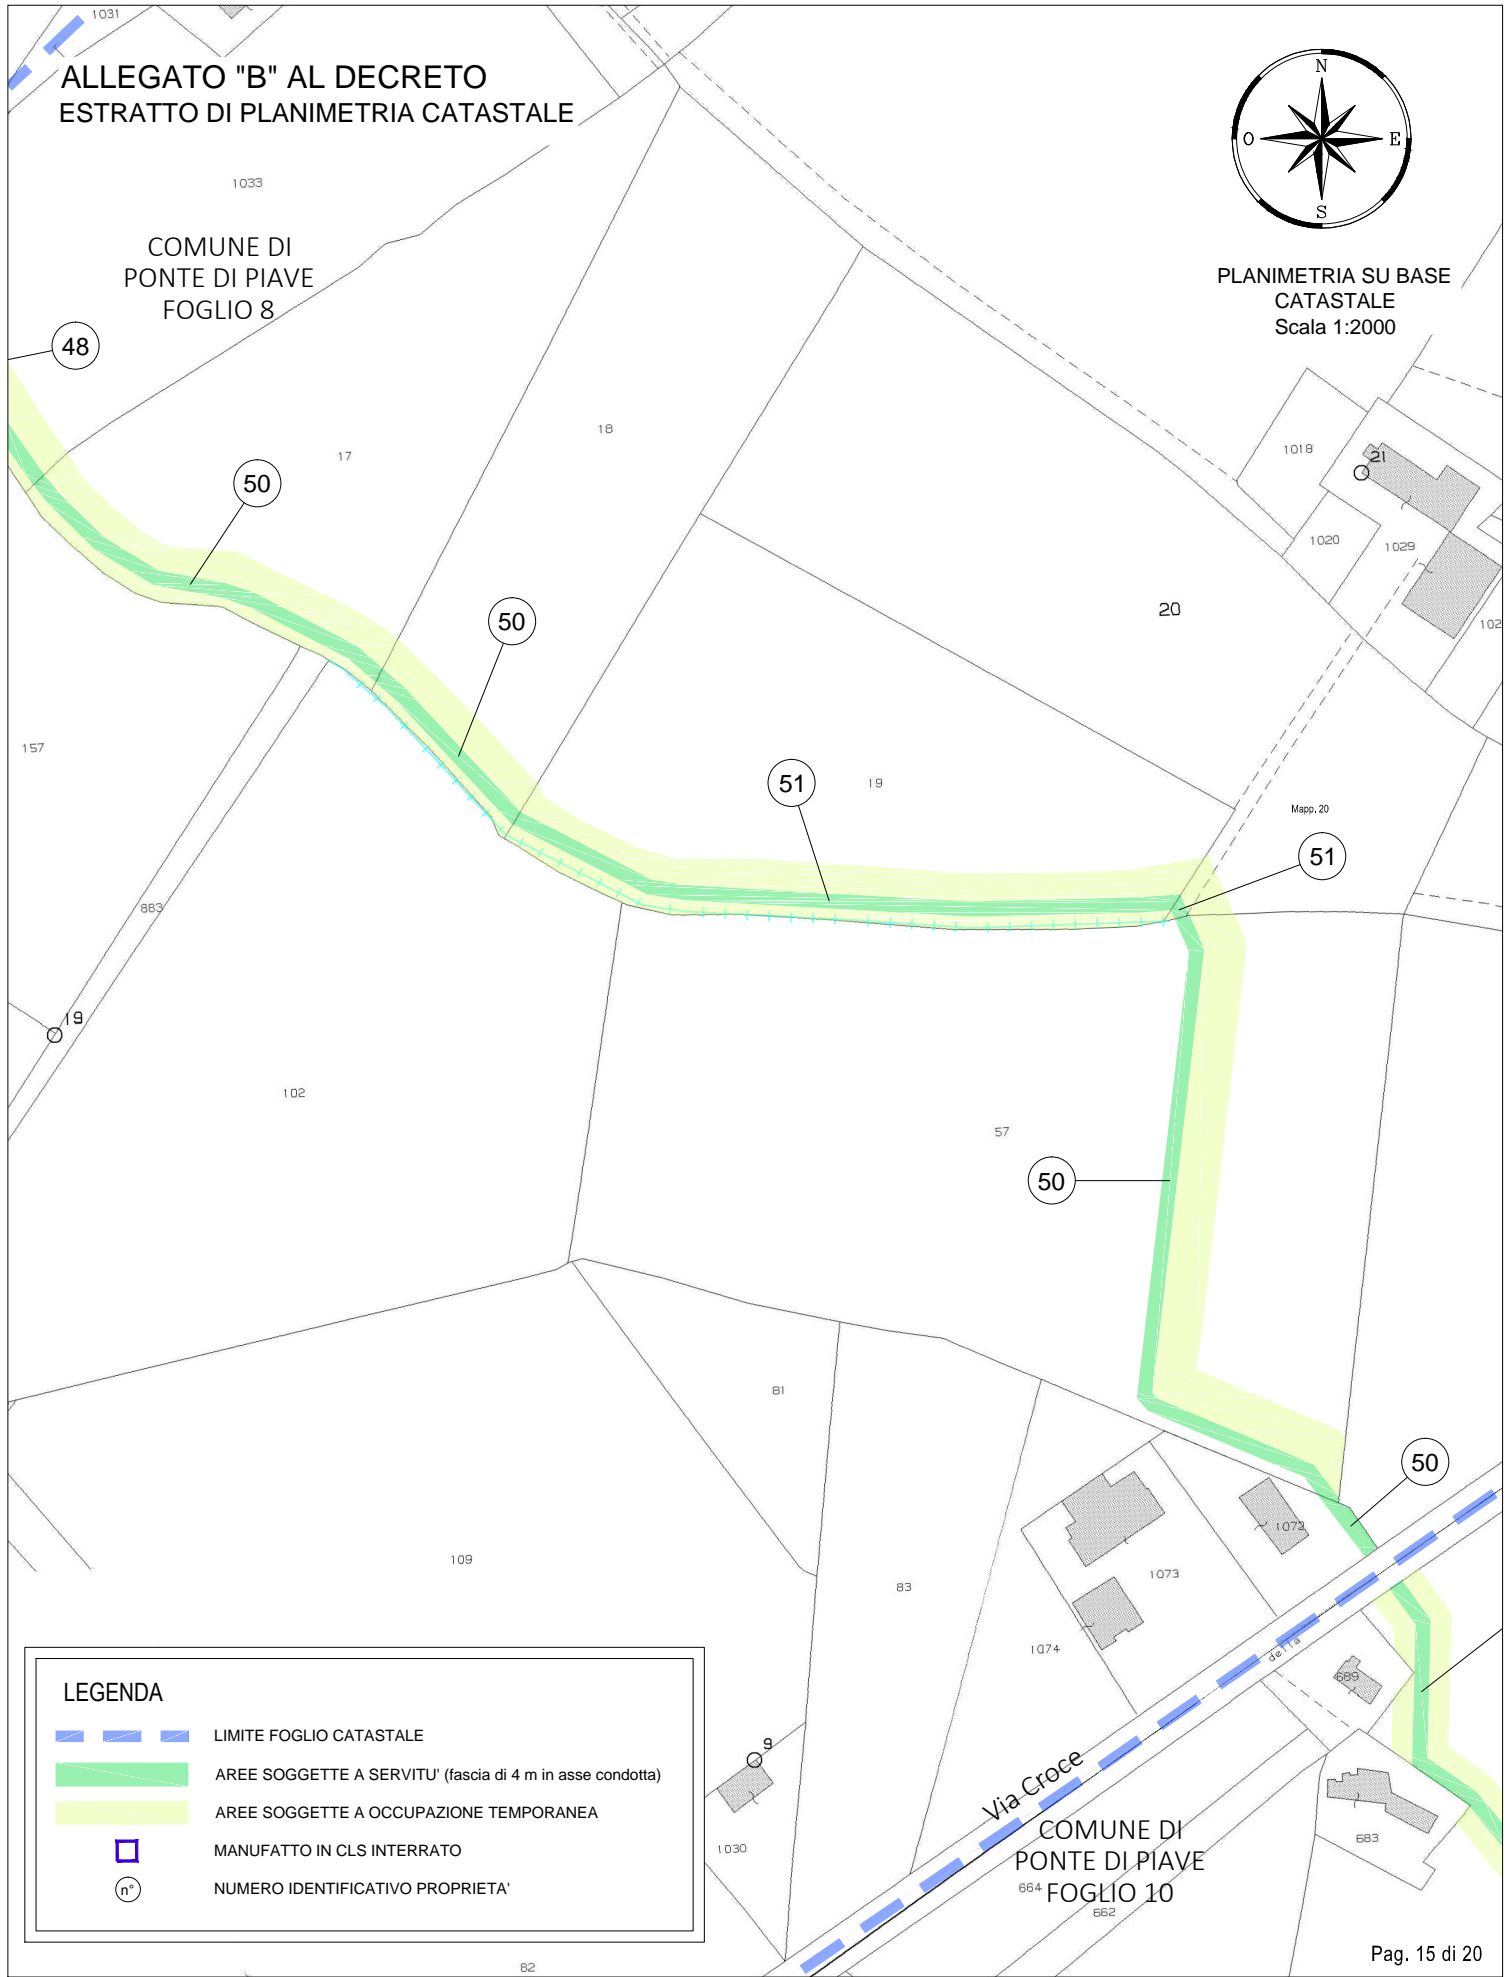 1031
ALLEGATO "B" AL DECRETO
ESTRATTO DI PLANIMETRIA CATASTALE
N
O
E
S
1033
COMUNE DI
PONTE DI PIAVE
FOGLIO 8
PLANIMETRIA SU BASE
CATASTALE
Scala 1:2000
48
17
18
50
1018
21
1020
1029
102
20
50
157
51
19
Mapp. 20
51
883
19
102
57
50
81
50
109
83
1072
1073
1074
della
689
LEGENDA
LIMITE FOGLIO CATASTALE
AREE SOGGETTE A SERVITU' (fascia di 4 m in asse condotta)
AREE SOGGETTE A OCCUPAZIONE TEMPORANEA
MANUFATTO IN CLS INTERRATO
n°
NUMERO IDENTIFICATIVO PROPRIETA'
9
1030
Via Croce
COMUNE DI
PONTE DI PIAVE
FOGLIO 10
683
664
662
82
Pag. 15 di 20